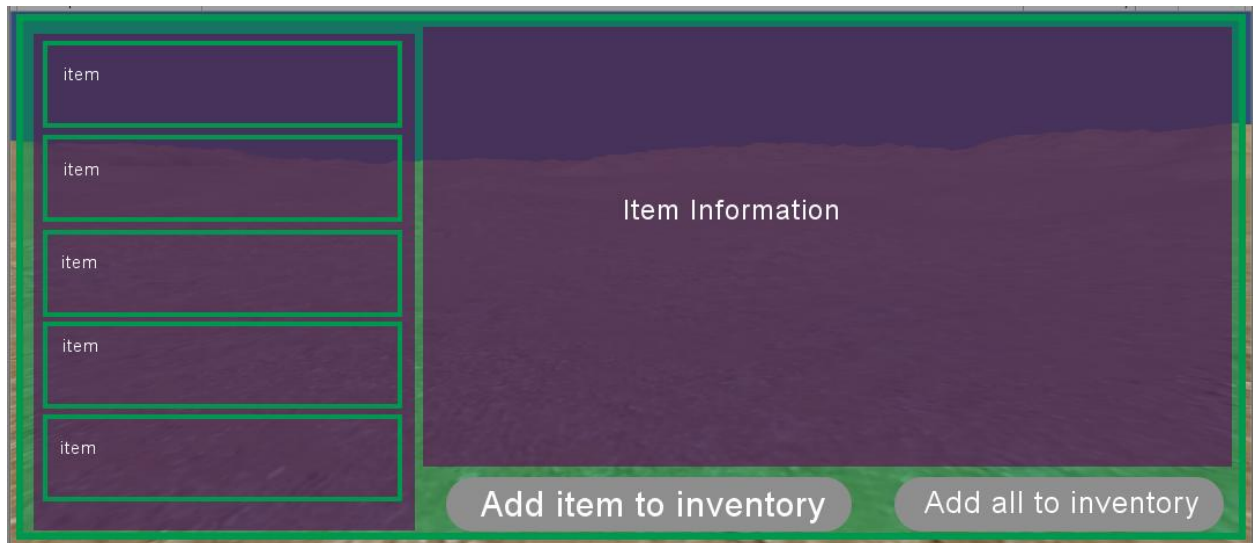 item
item
item
item
item
Item Information
Add item to inventory
Add all to inventory